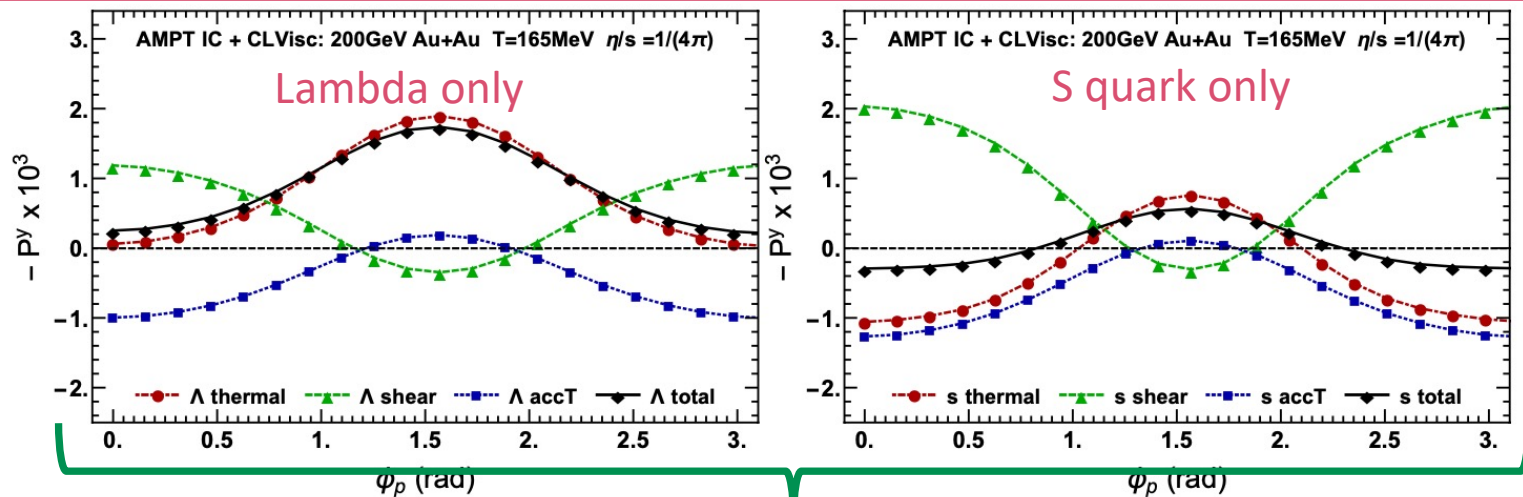 AMPT IC + CLVisc: 200GeV Au+Au T=165MeV η/s =1/(4π)
Lambda only
− P^y x 10^3
3.
2.
1.
0.
−1.
−2.
Λ thermal Λ shear Λ accT Λ total
0. 0.5 1. 1.5 2. 2.5 3.
ϕ_p (rad)
AMPT IC + CLVisc: 200GeV Au+Au T=165MeV η/s =1/(4π)
S quark only
− P^y x 10^3
3.
2.
1.
0.
−1.
−2.
s thermal s shear s accT s total
0. 0.5 1. 1.5 2. 2.5 3.
ϕ_p (rad)